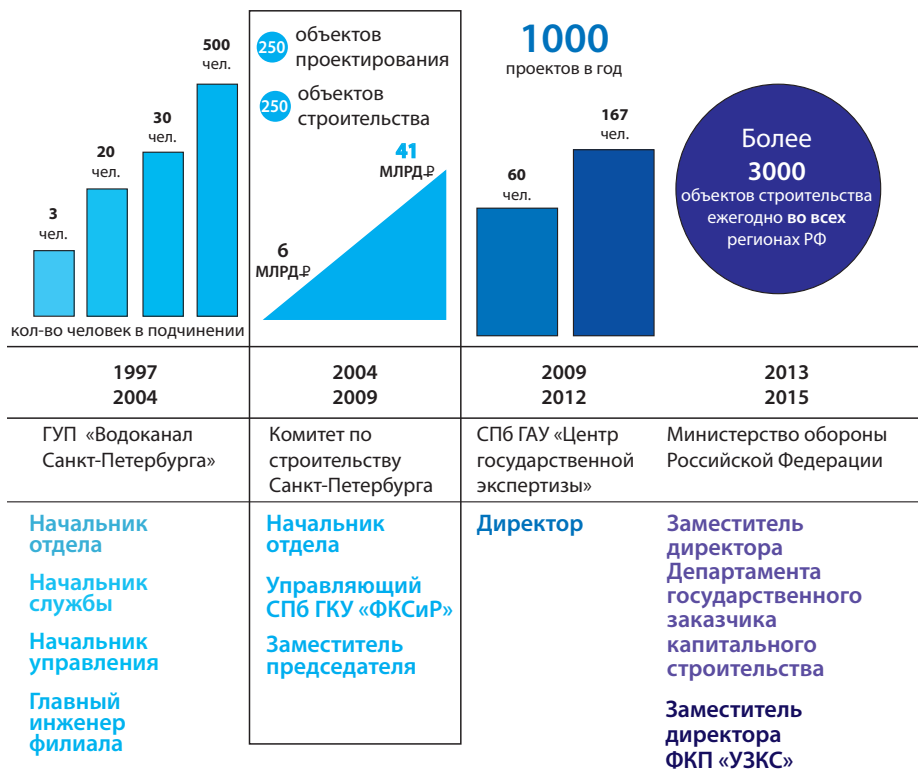 500
чел.
30
чел.
20
чел.
3
чел.
кол-во человек в подчинении
250
объектов
проектирования
250
объектов
строительства
41
МЛРД ₽
6
МЛРД ₽
1000
проектов в год
167
чел.
60
чел.
Более
3000
объектов строительства
ежегодно во всех
регионах РФ
1997
2004
2004
2009
2009
2012
2013
2015
ГУП «Водоканал
Санкт-Петербурга»
Комитет по
строительству
Санкт-Петербурга
СПб ГАУ «Центр
государственной
экспертизы»
Министерство обороны
Российской Федерации
Начальник
отдела
Начальник
службы
Начальник
управления
Главный
инженер
филиала
Начальник
отдела
Управляющий
СПб ГКУ «ФКСиР»
Заместитель
председателя
Директор
Заместитель
директора
Департамента
государственного
заказчика
капитального
строительства
Заместитель
директора
ФКП «УЗКС»